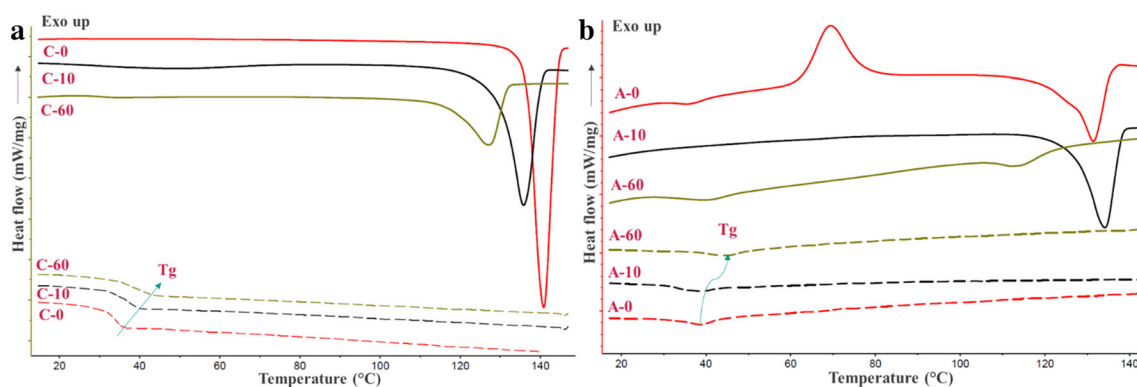 a
Exo up
C-0
C-10
C-60
Heat flow (mW/mg)
C-60
Tg
C-10
C-0
20 40 60 80 100 120 140
Temperature (°C)
b
Exo up
A-0
A-10
A-60
Heat flow (mW/mg)
A-60
Tg
A-10
A-0
20 40 60 80 100 120 140
Temperature (°C)